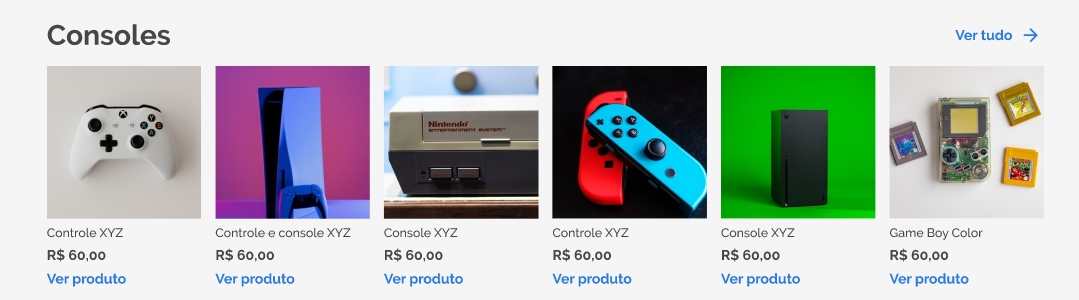 Consoles
Ver tudo
Nintendo
ENTERTAINMENT SYSTEM™
Controle XYZ
R$ 60,00
Ver produto
Controle e console XYZ
R$ 60,00
Ver produto
Console XYZ
R$ 60,00
Ver produto
Controle XYZ
R$ 60,00
Ver produto
Console XYZ
R$ 60,00
Ver produto
Game Boy Color
R$ 60,00
Ver produto